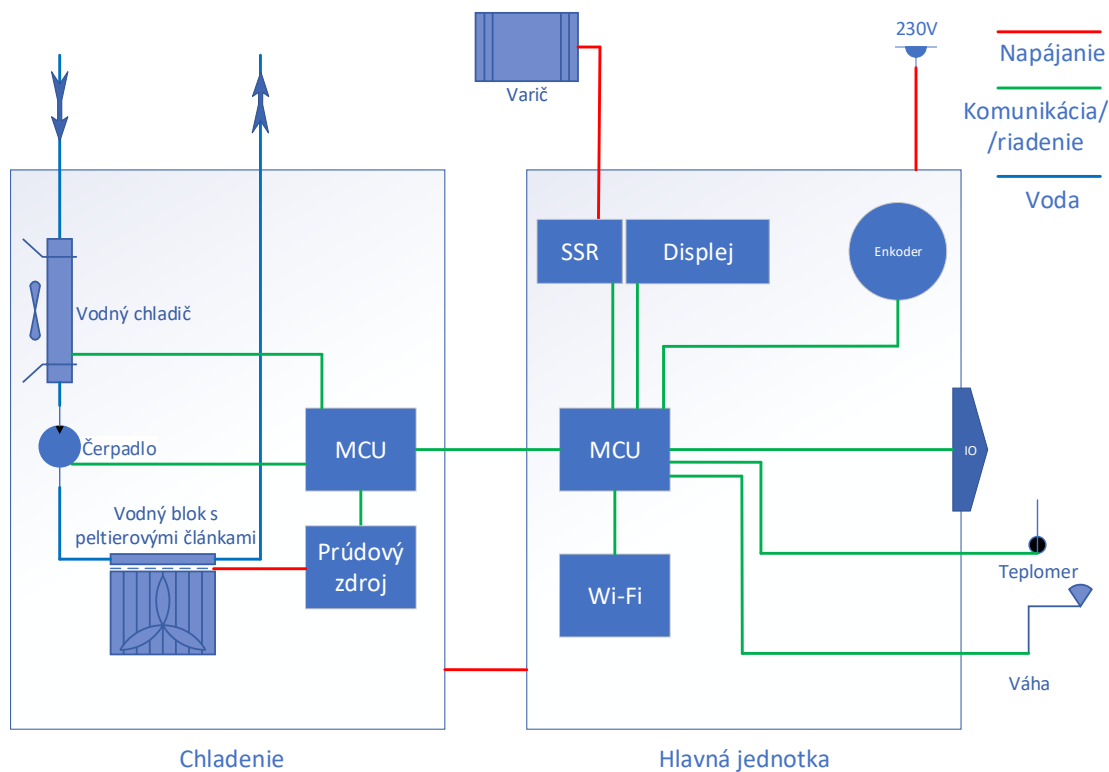 230V
Napájanie
Varič
Komunikácia/
/riadenie
Voda
SSR
Displej
Enkoder
Vodný chladič
Čerpadlo
MCU
MCU
IO
Vodný blok s
peltierovými článkami
Prúdový
zdroj
Wi-Fi
Teplomer
Váha
Chladenie
Hlavná jednotka